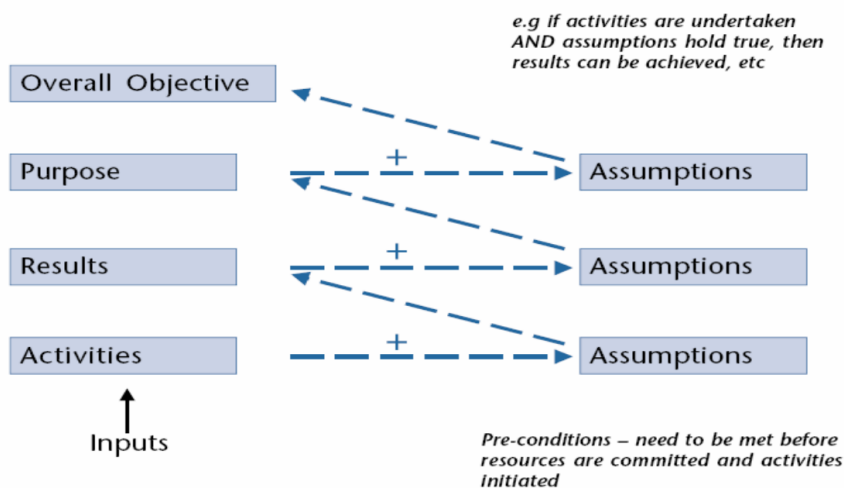 e.g if activities are undertaken
AND assumptions hold true, then
results can be achieved, etc
Overall Objective
Purpose
+
Assumptions
Results
+
Assumptions
Activities
+
Assumptions
Inputs
Pre-conditions – need to be met before
resources are committed and activities
initiated